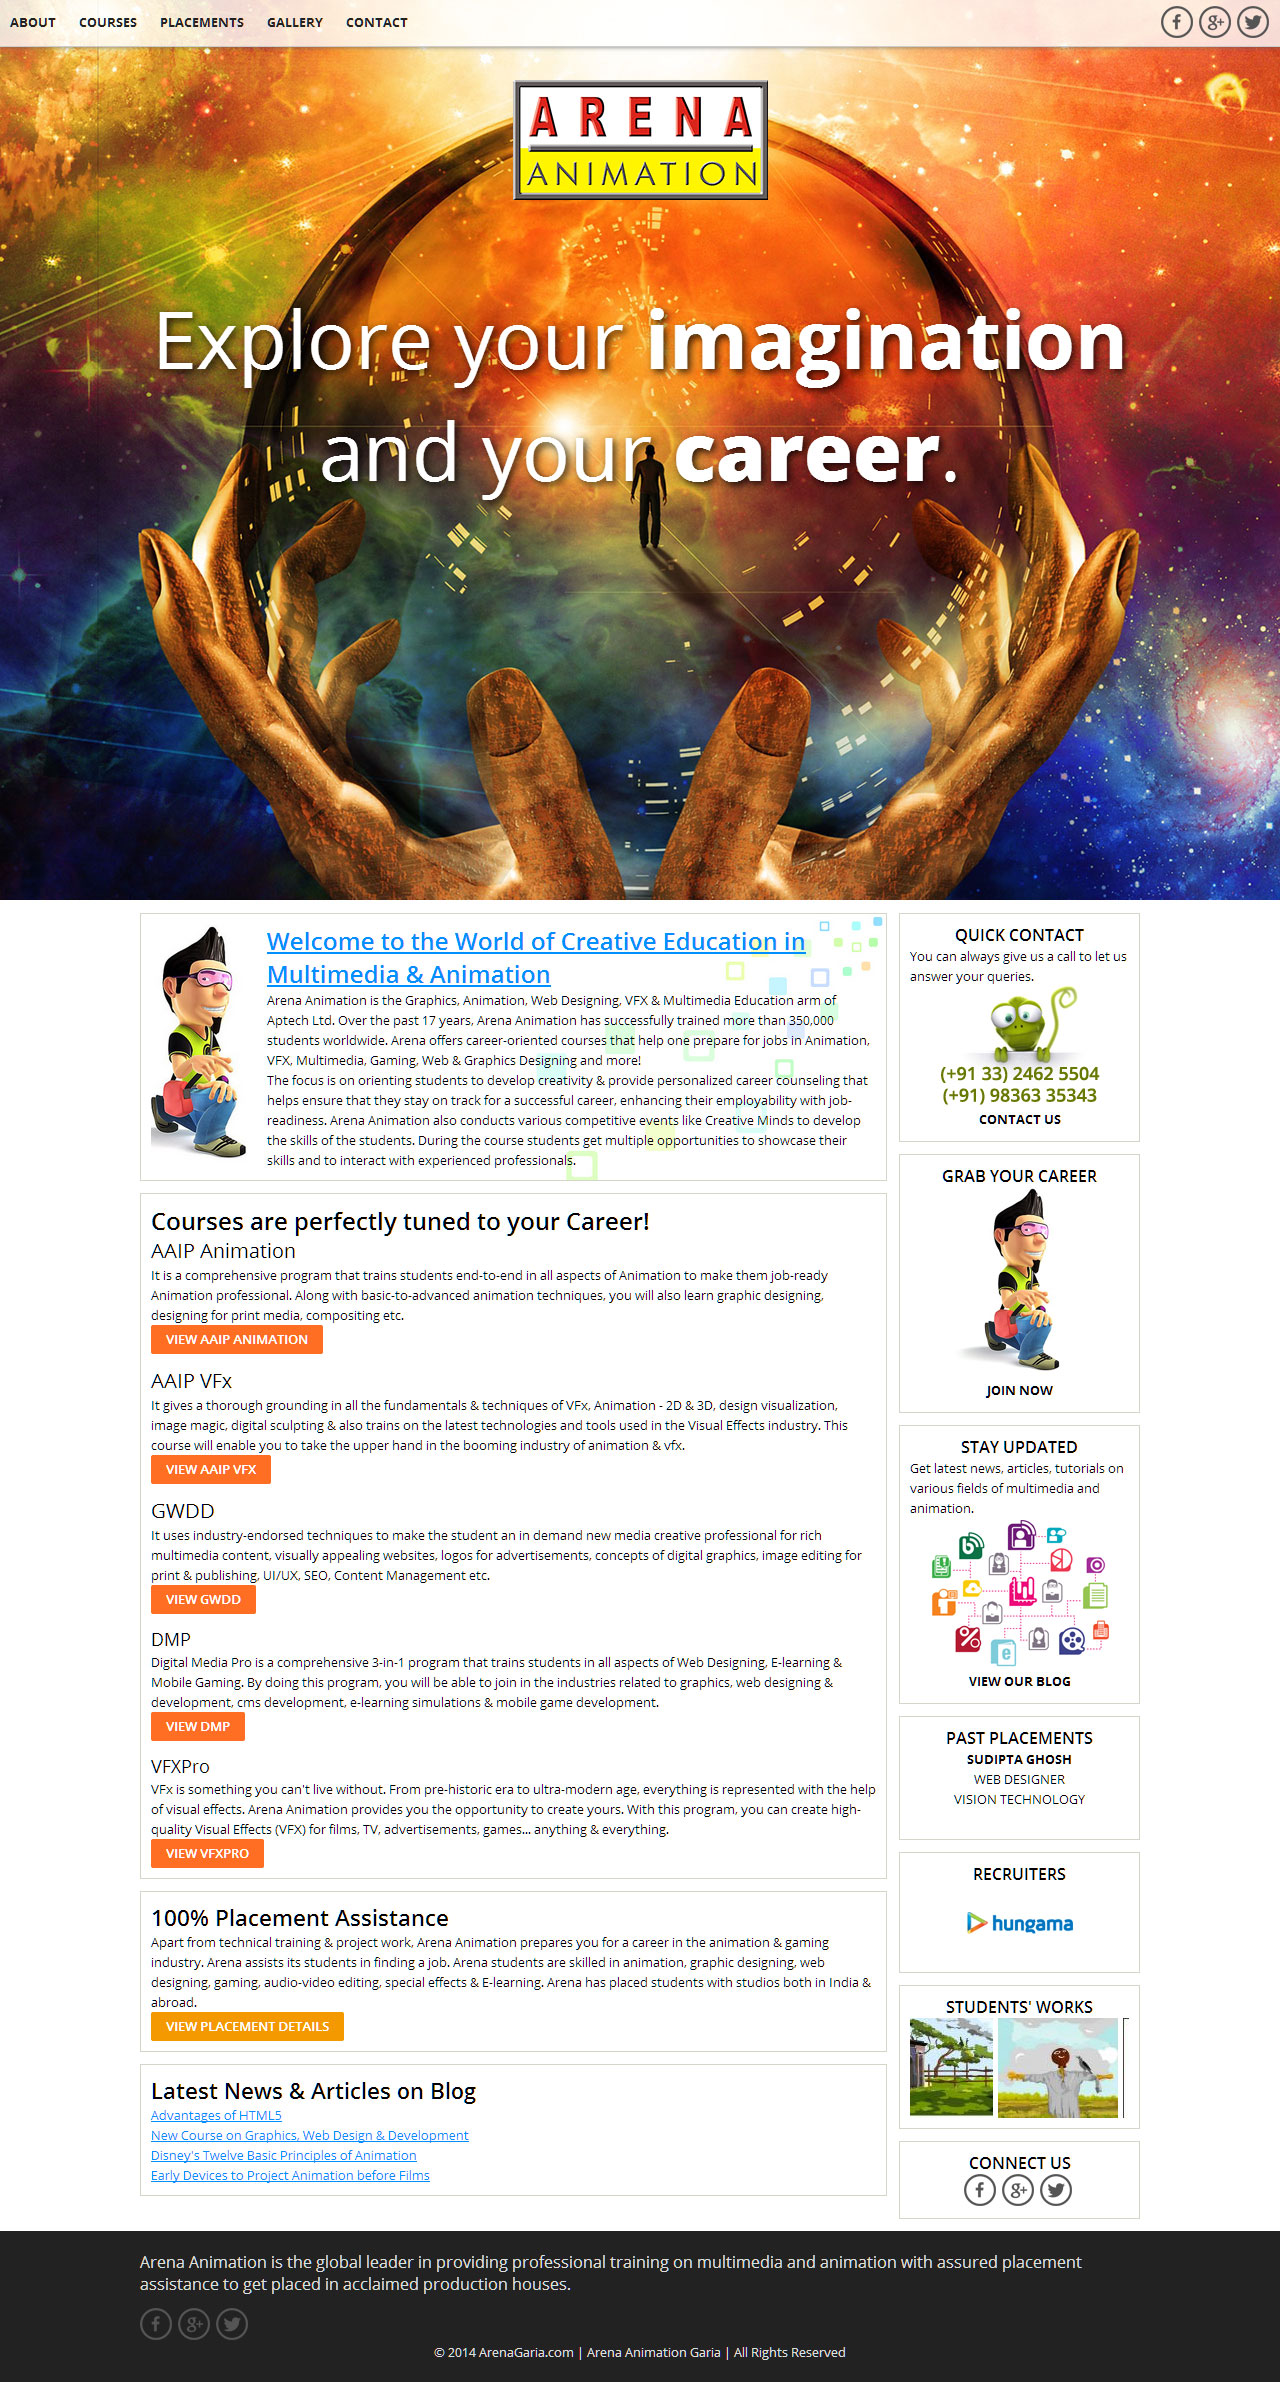 ABOUT COURSES PLACEMENTS GALLERY CONTACT
ARENA
ANIMATION
Explore your imagination
and your career.
Welcome to the World of Creative Education in
Multimedia & Animation
Arena Animation is the Graphics, Animation, Web Designing, VFX & Multimedia Education arm of
Aptech Ltd. Over the past 17 years, Arena Animation has successfully trained more than 350,000
students worldwide. Arena offers career-oriented courses that help one prepare for jobs in Animation,
VFX, Multimedia, Gaming, Web & Graphics Designing and more!
The focus is on orienting students to develop creativity & provide personalized career counseling that
helps ensure that they stay on track for a successful career, enhancing their employability with job-
readiness. Arena Animation also conducts various competitive events like Creative Minds to develop
the skills of the students. During the course students get multiple opportunities to showcase their
skills and to interact with experienced professionals.
Courses are perfectly tuned to your Career!
AAIP Animation
It is a comprehensive program that trains students end-to-end in all aspects of Animation to make them job-ready
Animation professional. Along with basic-to-advanced animation techniques, you will also learn graphic designing,
designing for print media, compositing etc.
VIEW AAIP ANIMATION
AAIP VFx
It gives a thorough grounding in all the fundamentals & techniques of VFx, Animation - 2D & 3D, design visualization,
image magic, digital sculpting & also trains on the latest technologies and tools used in the Visual Effects industry. This
course will enable you to take the upper hand in the booming industry of animation & vfx.
VIEW AAIP VFX
GWDD
It uses industry-endorsed techniques to make the student an in demand new media creative professional for rich
multimedia content, visually appealing websites, logos for advertisements, concepts of digital graphics, image editing for
print & publishing, UI/UX, SEO, Content Management etc.
VIEW GWDD
DMP
Digital Media Pro is a comprehensive 3-in-1 program that trains students in all aspects of Web Designing, E-learning &
Mobile Gaming. By doing this program, you will be able to join in the industries related to graphics, web designing &
development, cms development, e-learning simulations & mobile game development.
VIEW DMP
VFXPro
VFx is something you can't live without. From pre-historic era to ultra-modern age, everything is represented with the help
of visual effects. Arena Animation provides you the opportunity to create yours. With this program, you can create high-
quality Visual Effects (VFX) for films, TV, advertisements, games... anything & everything.
VIEW VFXPRO
100% Placement Assistance
Apart from technical training & project work, Arena Animation prepares you for a career in the animation & gaming
industry. Arena assists its students in finding a job. Arena students are skilled in animation, graphic designing, web
designing, gaming, audio-video editing, special effects & E-learning. Arena has placed students with studios both in India &
abroad.
VIEW PLACEMENT DETAILS
Latest News & Articles on Blog
Advantages of HTML5
New Course on Graphics, Web Design & Development
Disney's Twelve Basic Principles of Animation
Early Devices to Project Animation before Films
QUICK CONTACT
You can always give us a call to let us
answer your queries.
(+91 33) 2462 5504
(+91) 98363 35343
CONTACT US
GRAB YOUR CAREER
JOIN NOW
STAY UPDATED
Get latest news, articles, tutorials on
various fields of multimedia and
animation.
VIEW OUR BLOG
PAST PLACEMENTS
SUDIPTA GHOSH
WEB DESIGNER
VISION TECHNOLOGY
RECRUITERS
hungama
STUDENTS' WORKS
CONNECT US
Arena Animation is the global leader in providing professional training on multimedia and animation with assured placement
assistance to get placed in acclaimed production houses.
© 2014 ArenaGaria.com | Arena Animation Garia | All Rights Reserved